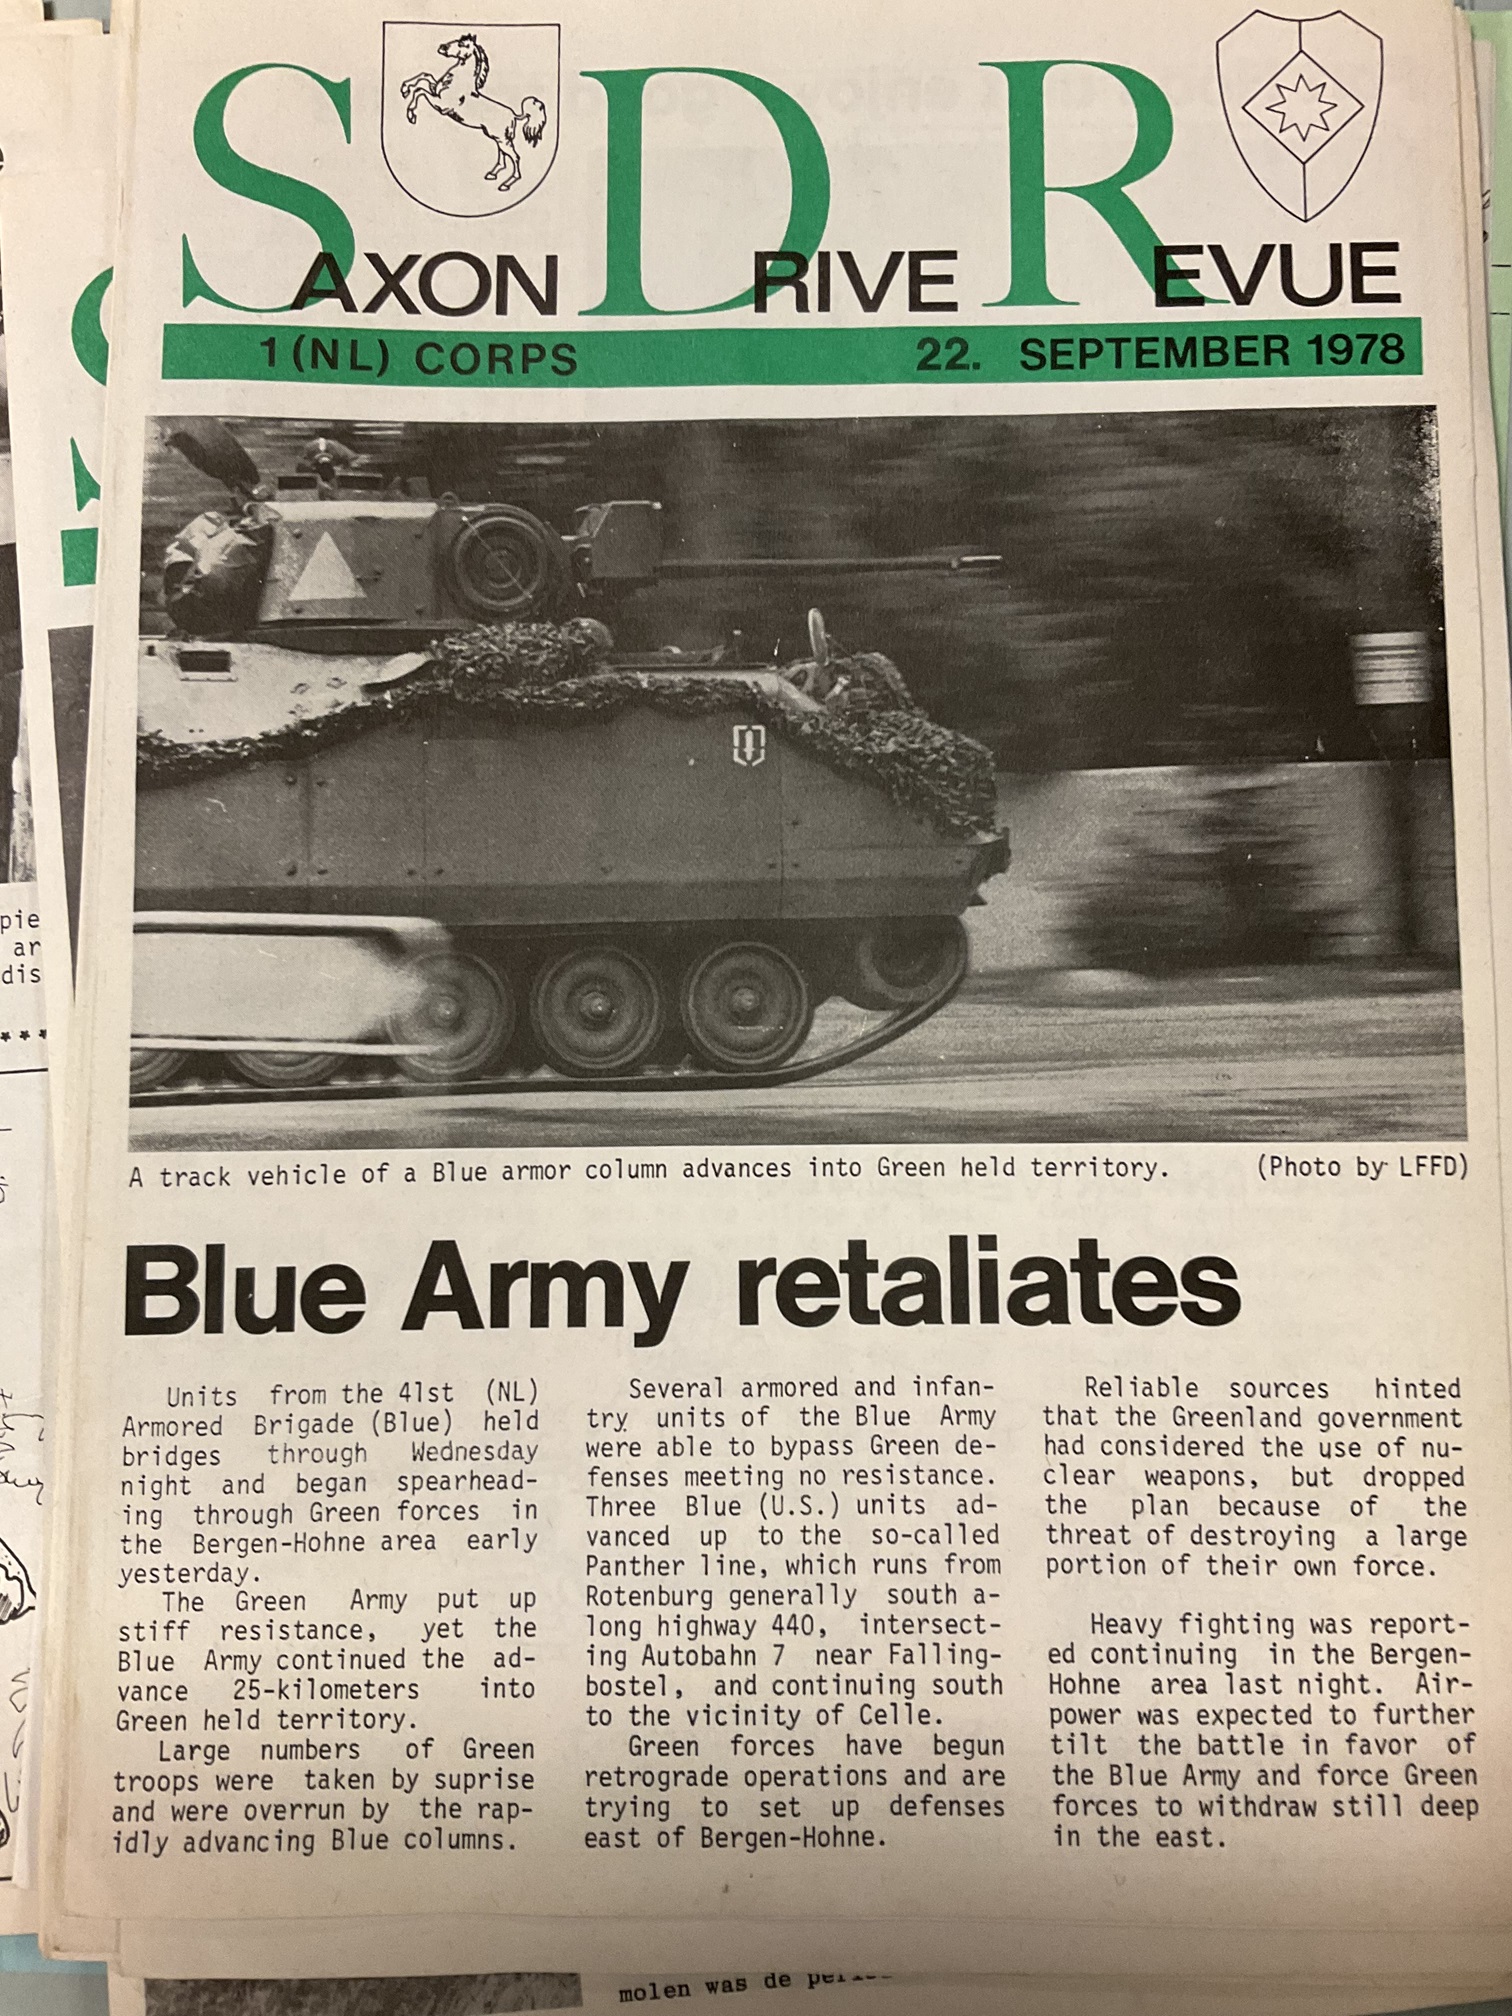 SAXON DRIVE REVUE
1 (NL) CORPS 22. SEPTEMBER 1978
A track vehicle of a Blue armor column advances into Green held territory. (Photo by LFFD)
Blue Army retaliates
Units from the 41st (NL)
Armored Brigade (Blue) held
bridges through Wednesday
night and began spearhead-
ing through Green forces in
the Bergen-Hohne area early
yesterday.
The Green Army put up
stiff resistance, yet the
Blue Army continued the ad-
vance 25-kilometers into
Green held territory.
Large numbers of Green
troops were taken by suprise
and were overrun by the rap-
idly advancing Blue columns.
Several armored and infan-
try units of the Blue Army
were able to bypass Green de-
fenses meeting no resistance.
Three Blue (U.S.) units ad-
vanced up to the so-called
Panther line, which runs from
Rotenburg generally south a-
long highway 440, intersect-
ing Autobahn 7 near Falling-
bostel, and continuing south
to the vicinity of Celle.
Green forces have begun
retrograde operations and are
trying to set up defenses
east of Bergen-Hohne.
Reliable sources hinted
that the Greenland government
had considered the use of nu-
clear weapons, but dropped
the plan because of the
threat of destroying a large
portion of their own force.
Heavy fighting was report-
ed continuing in the Bergen-
Hohne area last night. Air-
power was expected to further
tilt the battle in favor of
the Blue Army and force Green
forces to withdraw still deep
in the east.
pie
ar
dis
molen was de